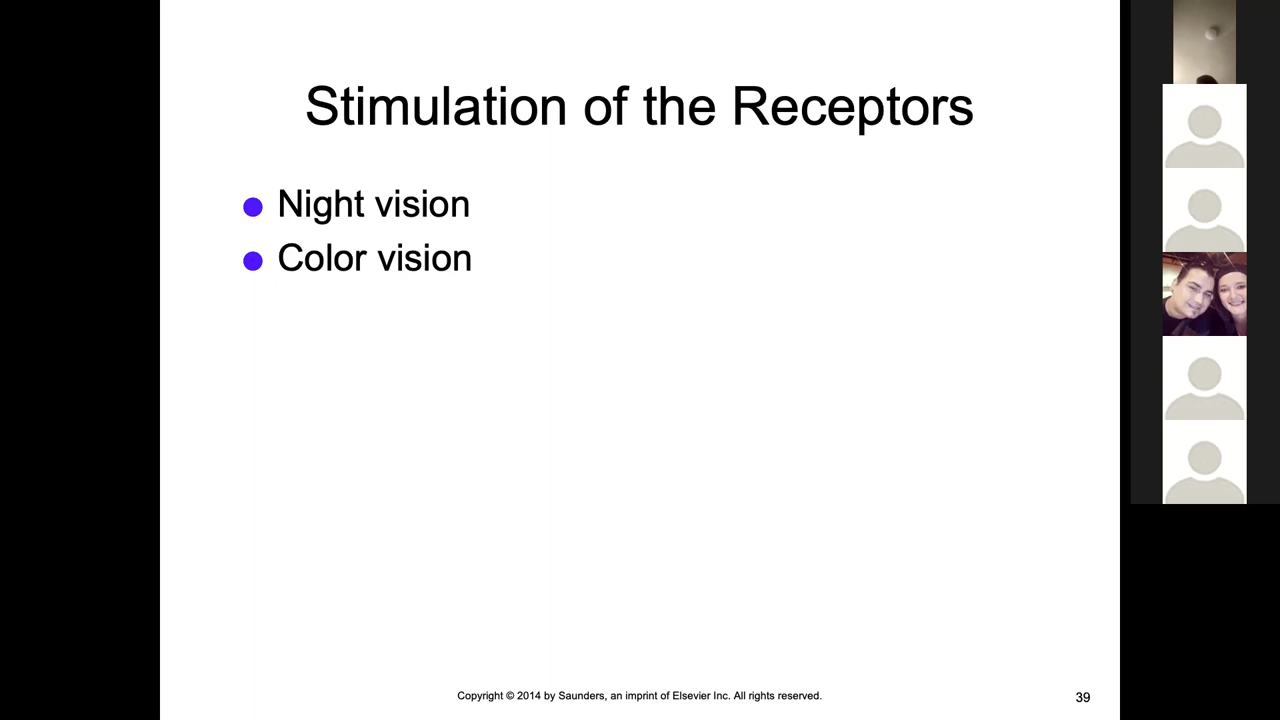 Stimulation of the Receptors
Night vision
Color vision
Copyright © 2014 by Saunders, an imprint of Elsevier Inc. All rights reserved.
39